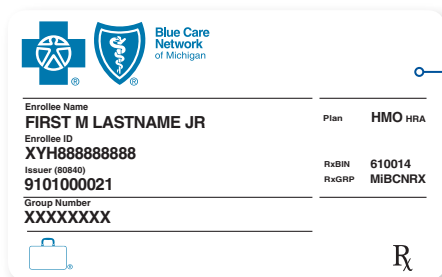 Blue Care
Network
of Michigan
®
®
Enrollee Name
FIRST M LASTNAME JR
Enrollee ID
XYH888888888
Issuer (80840)
9101000021
Group Number
XXXXXXXX
Plan HMO HRA
RxBIN 610014
RxGRP MiBCNRX
®
Rx